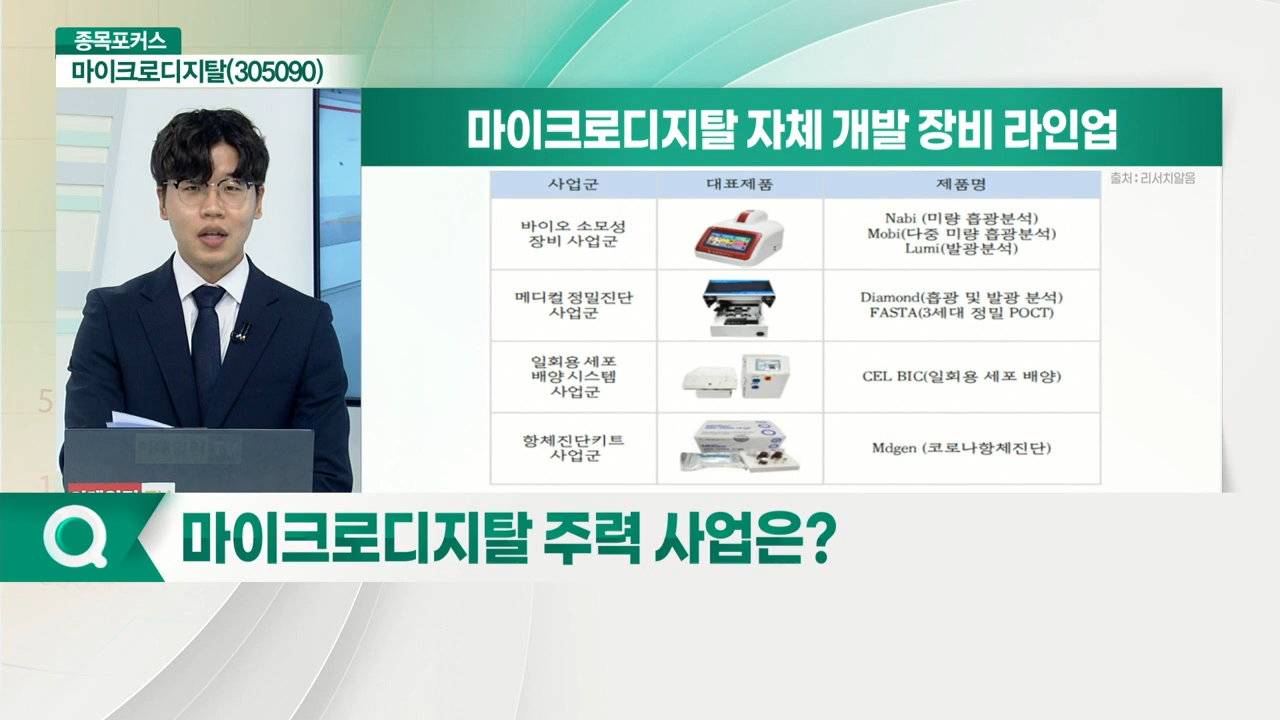 종목포커스
마이크로디지탈(305090)
마이크로디지탈 자체 개발 장비 라인업
출처 : 리서치알음
사업군 대표제품 제품명
바이오 소모성
장비 사업군
Nabi (미량 흡광분석)
Mobi(다중 미량 흡광분석)
Lumi(발광분석)
메디컬 정밀진단
사업군
Diamond(흡광 및 발광 분석)
FASTA(3세대 정밀 POCT)
일회용 세포
배양 시스템
사업군
CEL BIC(일회용 세포 배양)
항체진단키트
사업군
Mdgen (코로나항체진단)
5
1
마이크로디지탈 주력 사업은?